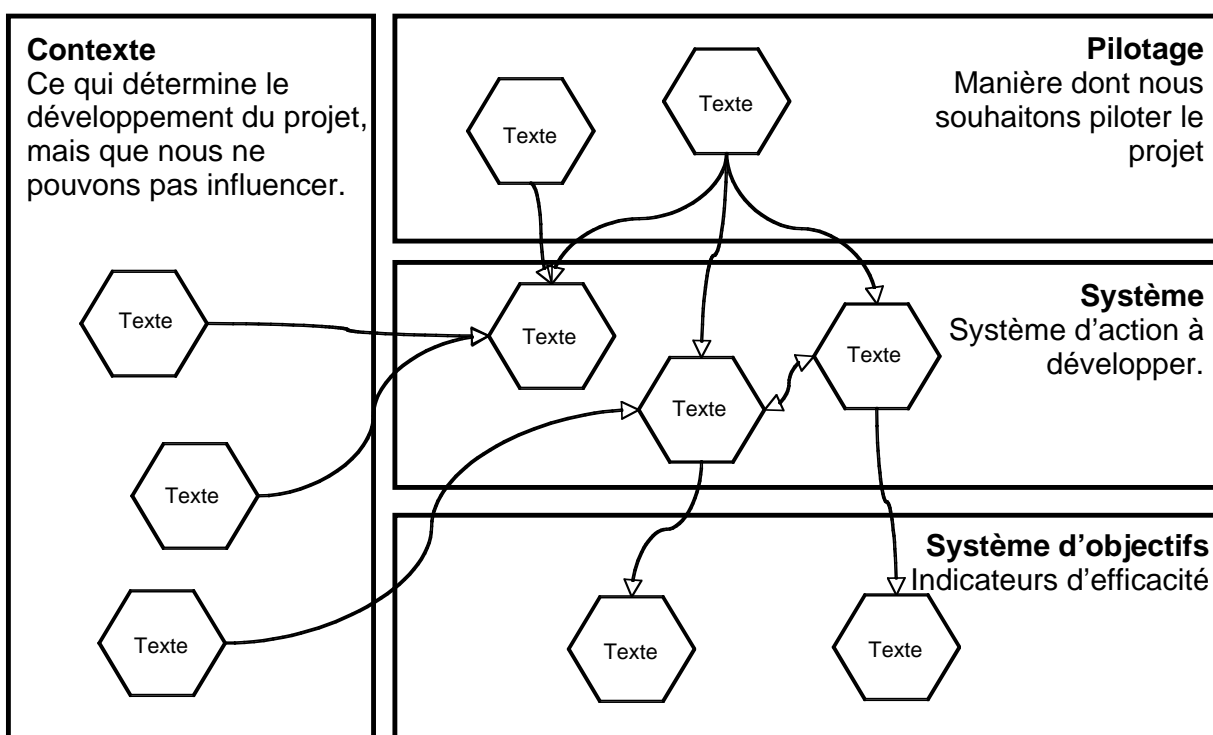 Contexte
Ce qui détermine le
développement du projet,
mais que nous ne
pouvons pas influencer.
Texte
Texte
Texte
Pilotage
Manière dont nous
souhaitons piloter le
projet
Texte
Texte
Système
Système d’action à
développer.
Texte
Texte
Texte
Système d’objectifs
Indicateurs d’efficacité
Texte
Texte